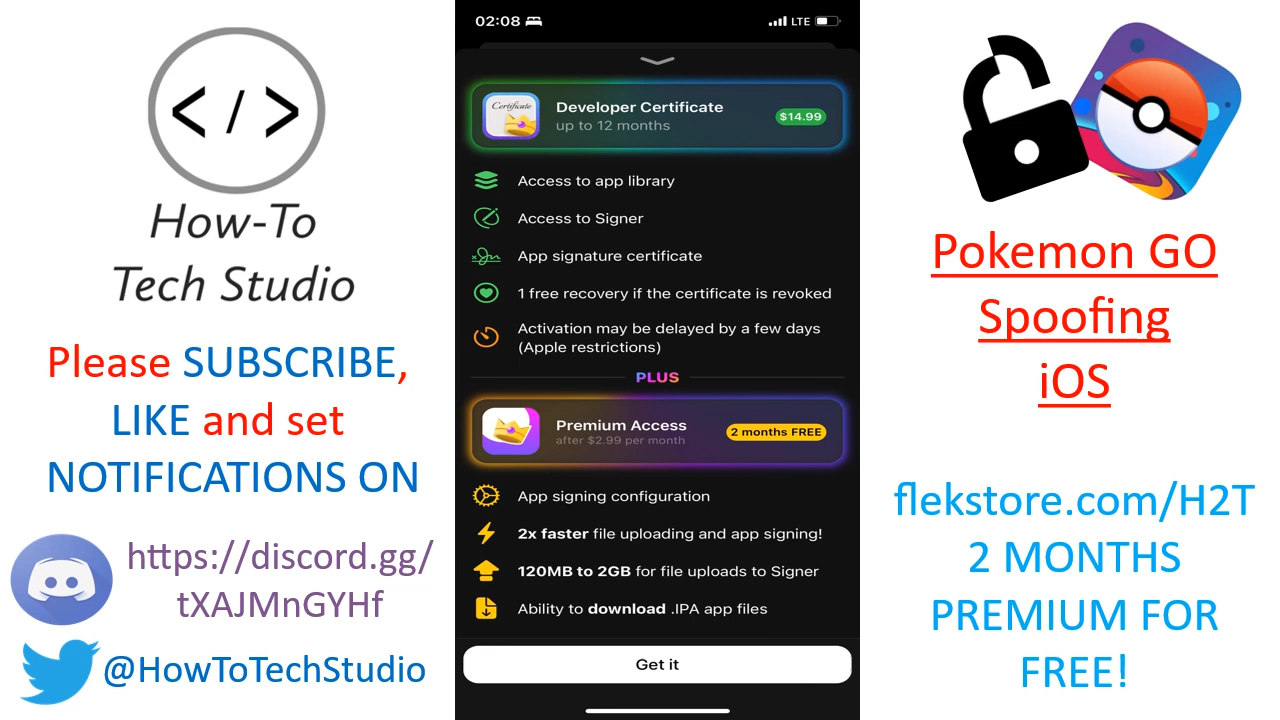 </>
How-To
Tech Studio
Please SUBSCRIBE,
LIKE and set
NOTIFICATIONS ON
https://discord.gg/
tXAJMnGYHf
@HowToTechStudio
02:08
LTE
Certificate
Developer Certificate
up to 12 months
$14.99
Access to app library
Access to Signer
App signature certificate
1 free recovery if the certificate is revoked
Activation may be delayed by a few days
(Apple restrictions)
PLUS
Premium Access
after $2.99 per month
2 months FREE
App signing configuration
2x faster file uploading and app signing!
120MB to 2GB for file uploads to Signer
Ability to download .IPA app files
Get it
Pokemon GO
Spoofing
iOS
flekstore.com/H2T
2 MONTHS
PREMIUM FOR
FREE!